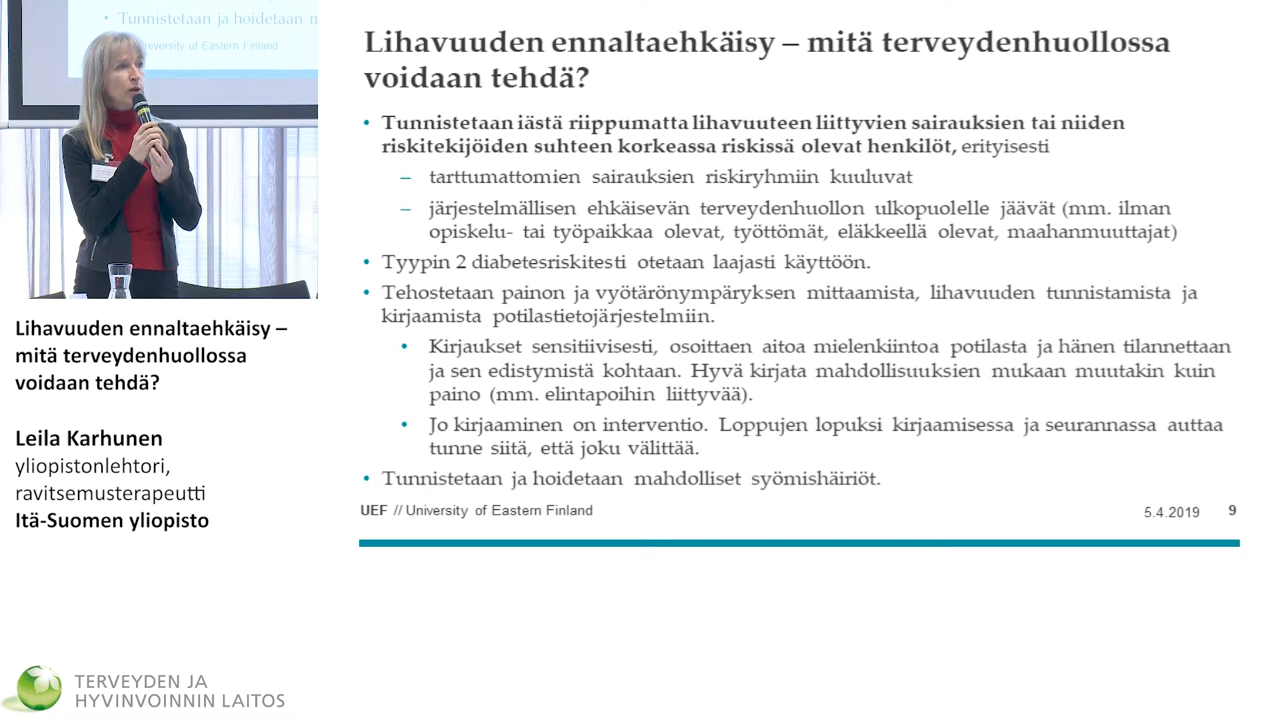 Tunnistetaan ja hoidetaan m
niversity of Eastern Finland
Lihavuuden ennaltaehkäisy –
mitä terveydenhuollossa
voidaan tehdä?
Leila Karhunen
yliopistonlehtori,
ravitsemusterapeutti
Itä-Suomen yliopisto
TERVEYDEN JA
HYVINVOINNIN LAITOS
Lihavuuden ennaltaehkäisy – mitä terveydenhuollossa
voidaan tehdä?
• Tunnistetaan iästä riippumatta lihavuuteen liittyvien sairauksien tai niiden
riskitekijöiden suhteen korkeassa riskissä olevat henkilöt, erityisesti
– tarttumattomien sairauksien riskiryhmiin kuuluvat
– järjestelmällisen ehkäisevän terveydenhuollon ulkopuolelle jäävät (mm. ilman
opiskelu- tai työpaikkaa olevat, työttömät, eläkkeellä olevat, maahanmuuttajat)
• Tyypin 2 diabetesriskitesti otetaan laajasti käyttöön.
• Tehostetaan painon ja vyötärönympäryksen mittaamista, lihavuuden tunnistamista ja
kirjaamista potilastietojärjestelmiin.
• Kirjaukset sensitiivisesti, osoittaen aitoa mielenkiintoa potilasta ja hänen tilannettaan
ja sen edistymistä kohtaan. Hyvä kirjata mahdollisuuksien mukaan muutakin kuin
paino (mm. elintapoihin liittyvää).
• Jo kirjaaminen on interventio. Loppujen lopuksi kirjaamisessa ja seurannassa auttaa
tunne siitä, että joku välittää.
• Tunnistetaan ja hoidetaan mahdolliset syömishäiriöt.
UEF // University of Eastern Finland
5.4.2019 9